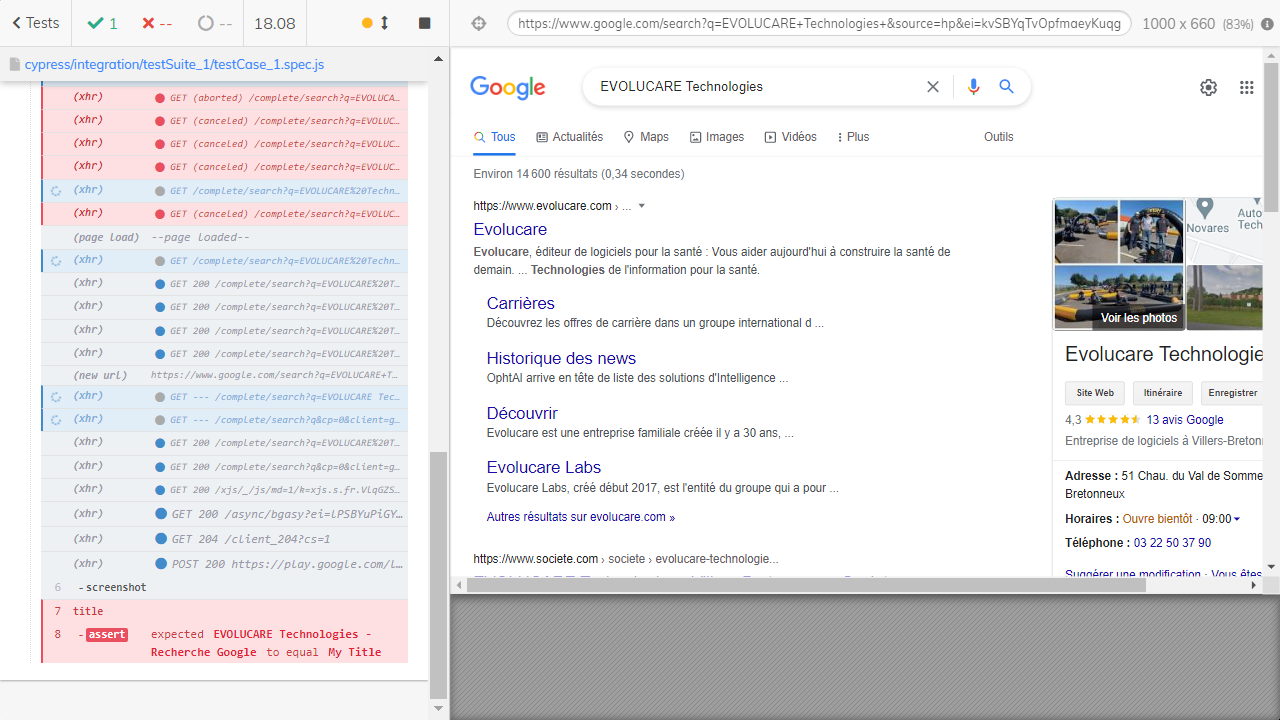 Tests
1
--
--
18.08
https://www.google.com/search?q=EVOLUCARE+Technologies+&source=hp&ei=kvSBYqTvOpfmaeyKuqg
1000 x 660 (83%)
cypress/integration/testSuite_1/testCase_1.spec.js
(xhr) GET (aborted) /complete/search?q=EVOLUCA...
(xhr) GET (canceled) /complete/search?q=EVOLUC...
(xhr) GET (canceled) /complete/search?q=EVOLUC...
(xhr) GET (canceled) /complete/search?q=EVOLUC...
(xhr) GET /complete/search?q=EVOLUCARE%20Techn...
(xhr) GET (canceled) /complete/search?q=EVOLUC...
(page load) --page loaded--
(xhr) GET /complete/search?q=EVOLUCARE%20Techn...
(xhr) GET 200 /complete/search?q=EVOLUCARE%20T...
(xhr) GET 200 /complete/search?q=EVOLUCARE%20T...
(xhr) GET 200 /complete/search?q=EVOLUCARE%20T...
(xhr) GET 200 /complete/search?q=EVOLUCARE%20T...
(new url) https://www.google.com/search?q=EVOLUCARE+T...
(xhr) GET --- /complete/search?q=EVOLUCARE Tec...
(xhr) GET --- /complete/search?q&cp=0&client=g...
(xhr) GET 200 /complete/search?q=EVOLUCARE%20T...
(xhr) GET 200 /complete/search?q&cp=0&client=g...
(xhr) GET 200 /xjs/_/js/md=1/k=xjs.s.fr.VLqGZS...
(xhr) GET 200 /async/bgasy?ei=lPSBYuPiGY...
(xhr) GET 204 /client_204?cs=1
(xhr) POST 200 https://play.google.com/l...
6 -screenshot
7 title
8 -assert expected EVOLUCARE Technologies -
Recherche Google to equal My Title
Google
EVOLUCARE Technologies
Tous
Actualités
Maps
Images
Vidéos
Plus
Outils
Environ 14 600 résultats (0,34 secondes)
https://www.evolucare.com › ...
Evolucare
Evolucare, éditeur de logiciels pour la santé : Vous aider aujourd'hui à construire la santé de
demain. ... Technologies de l'information pour la santé.
Carrières
Découvrez les offres de carrière dans un groupe international d ...
Historique des news
OphtAI arrive en tête de liste des solutions d'Intelligence ...
Découvrir
Evolucare est une entreprise familiale créée il y a 30 ans, ...
Evolucare Labs
Evolucare Labs, créé début 2017, est l'entité du groupe qui a pour ...
Autres résultats sur evolucare.com »
https://www.societe.com › societe › evolucare-technologie...
Novares
Auto
Tech
Voir les photos
Evolucare Technologie
Site Web
Itinéraire
Enregistrer
4,3 13 avis Google
Entreprise de logiciels à Villers-Breton
Adresse : 51 Chau. du Val de Somme
Bretonneux
Horaires : Ouvre bientôt · 09:00
Téléphone : 03 22 50 37 90
Suggérer une modification · Vous êtes